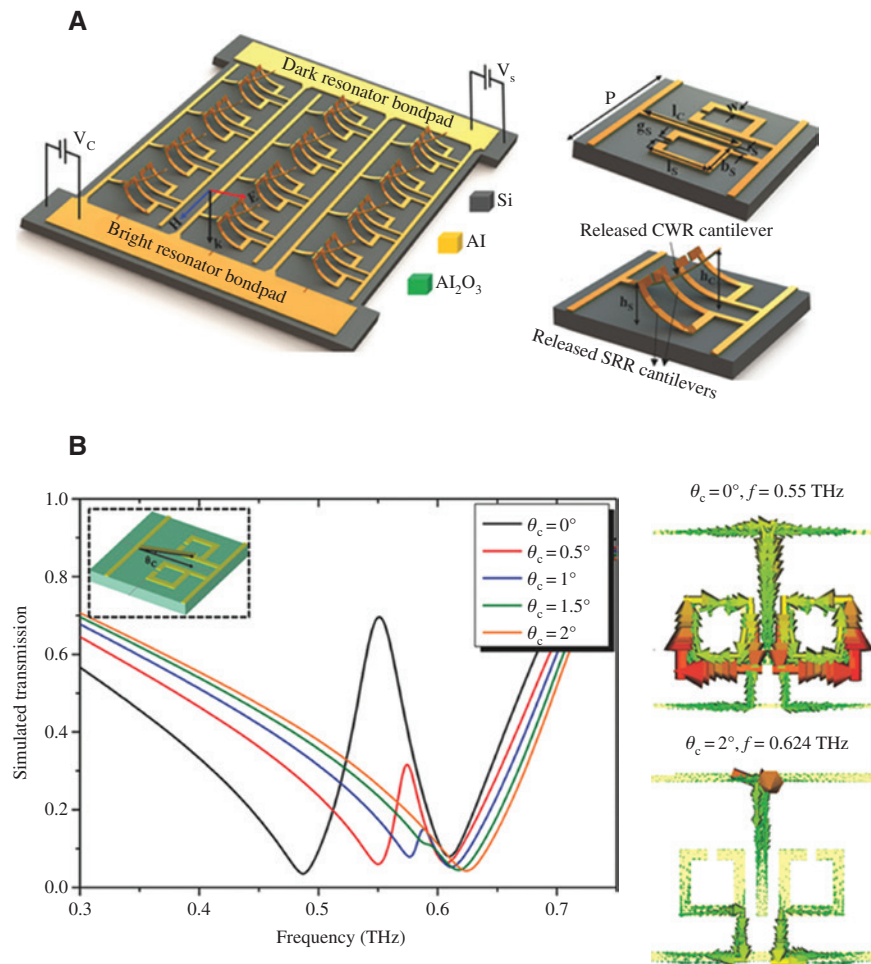 A
Dark resonator bondpad
V_s
V_C
E
H
k
Bright resonator bondpad
Si
Al
Al₂O₃
P
l_C
w
g_S
s
l_S
b_S
Released CWR cantilever
h_C
h_s
Released SRR cantilevers
B
Simulated transmission
1.0
0.8
0.6
0.4
0.2
0.0
0.3
0.4
0.5
0.6
0.7
Frequency (THz)
θ_C
θ_c = 0°
θ_c = 0.5°
θ_c = 1°
θ_c = 1.5°
θ_c = 2°
θ_c = 0°, f = 0.55 THz
θ_c = 2°, f = 0.624 THz